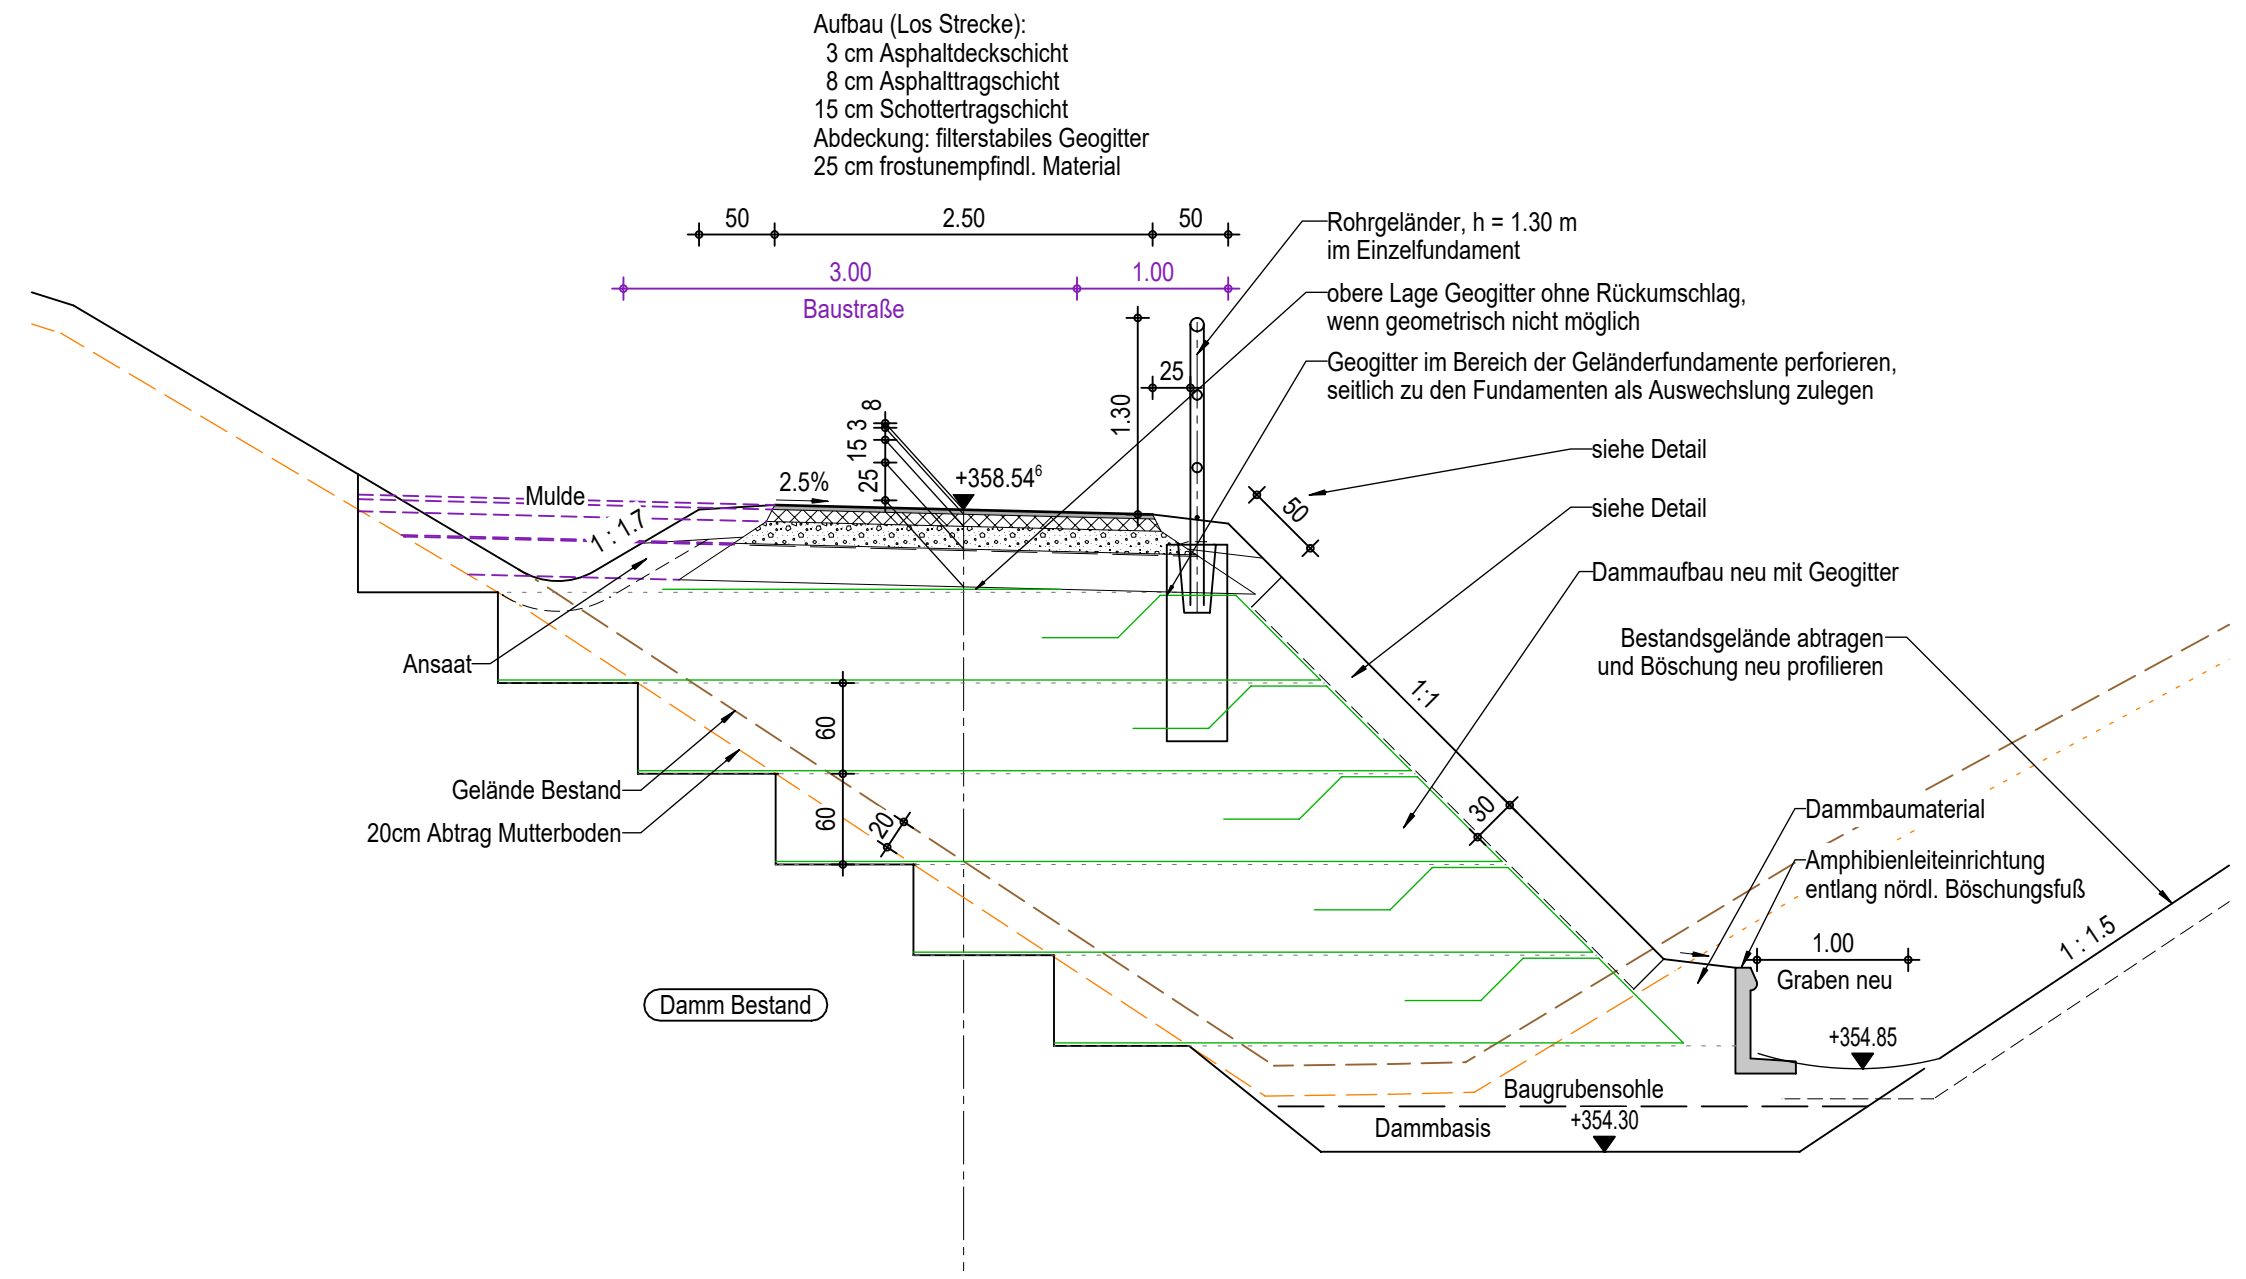 Aufbau (Los Strecke):
3 cm Asphaltdeckschicht
8 cm Asphalttragschicht
15 cm Schottertragschicht
Abdeckung: filterstabiles Geogitter
25 cm frostunempfindl. Material
50
2.50
50
3.00
1.00
Baustraße
Rohrgeländer, h = 1.30 m
im Einzelfundament
obere Lage Geogitter ohne Rückumschlag,
wenn geometrisch nicht möglich
Geogitter im Bereich der Geländerfundamente perforieren,
seitlich zu den Fundamenten als Auswechslung zulegen
25
1.30
8
3
15
25
siehe Detail
+358.54⁶
2.5%
Mulde
50
siehe Detail
1 : 1.7
Dammaufbau neu mit Geogitter
Bestandsgelände abtragen
und Böschung neu profilieren
Ansaat
1:1
60
Gelände Bestand
20cm Abtrag Mutterboden
60
20
30
Dammbaumaterial
Amphibienleiteinrichtung
entlang nördl. Böschungsfuß
1.00
Graben neu
1 : 1.5
Damm Bestand
+354.85
Baugrubensohle
+354.30
Dammbasis